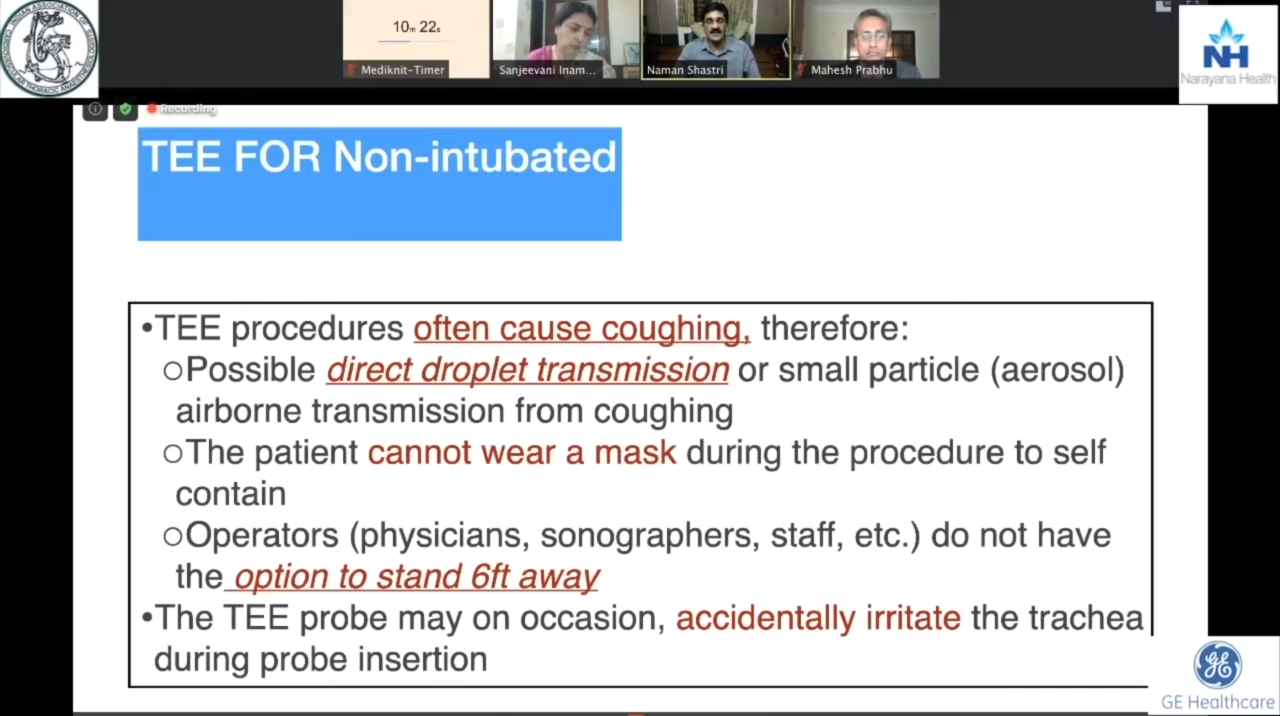 10m 22s
Mediknit-Timer
Sanjeevani Inam...
Naman Shastri
Mahesh Prabhu
NH
Narayana Health
Recording
TEE FOR Non-intubated
•TEE procedures often cause coughing, therefore:
○Possible direct droplet transmission or small particle (aerosol)
airborne transmission from coughing
○The patient cannot wear a mask during the procedure to self
contain
○Operators (physicians, sonographers, staff, etc.) do not have
the option to stand 6ft away
•The TEE probe may on occasion, accidentally irritate the trachea
during probe insertion
GE Healthcare